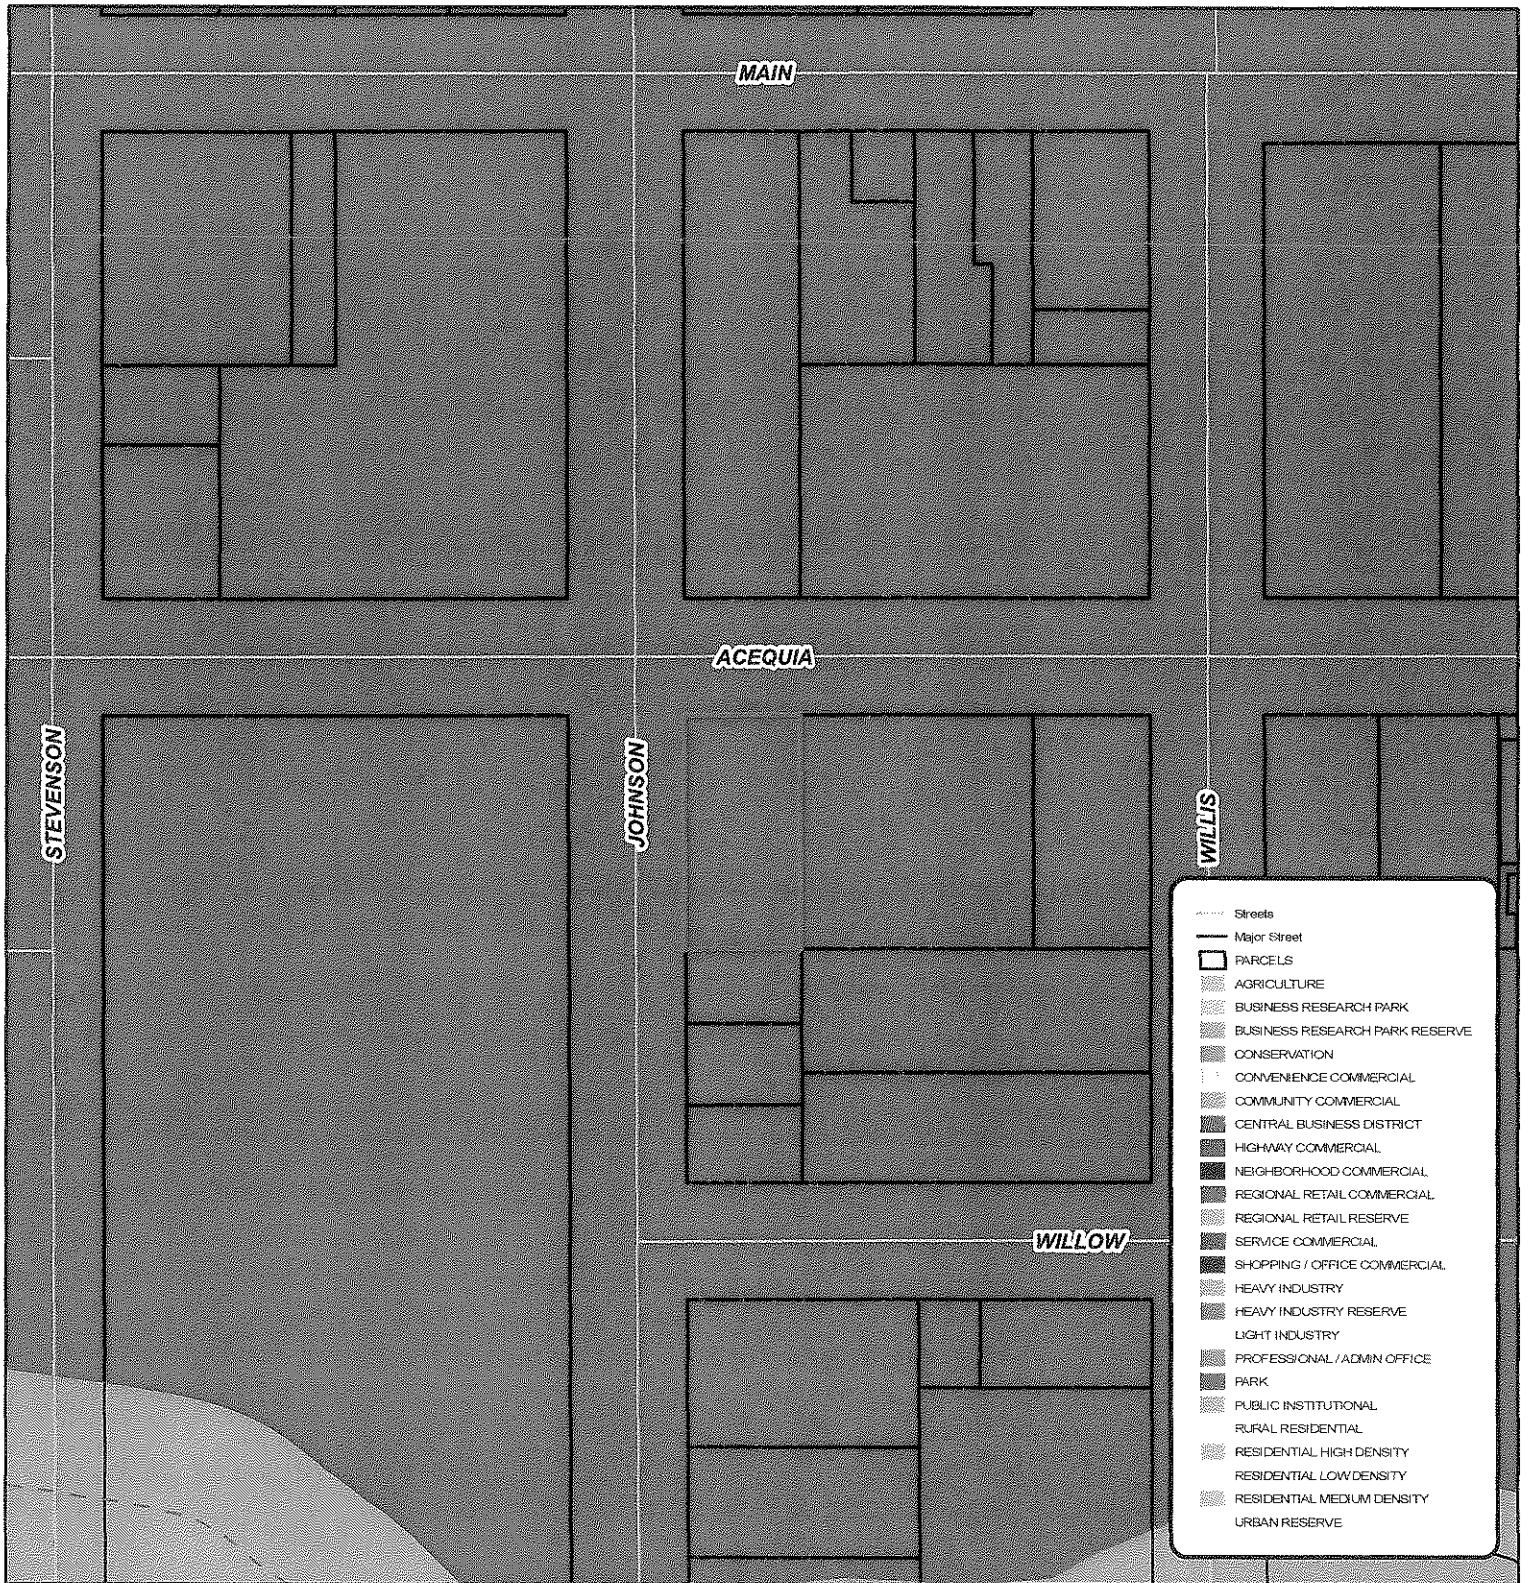 MAIN
ACEQUIA
STEVENSON
JOHNSON
WILLIS
WILLOW
Streets
Major Street
PARCELS
AGRICULTURE
BUSINESS RESEARCH PARK
BUSINESS RESEARCH PARK RESERVE
CONSERVATION
CONVENIENCE COMMERCIAL
COMMUNITY COMMERCIAL
CENTRAL BUSINESS DISTRICT
HIGHWAY COMMERCIAL
NEIGHBORHOOD COMMERCIAL
REGIONAL RETAIL COMMERCIAL
REGIONAL RETAIL RESERVE
SERVICE COMMERCIAL
SHOPPING / OFFICE COMMERCIAL
HEAVY INDUSTRY
HEAVY INDUSTRY RESERVE
LIGHT INDUSTRY
PROFESSIONAL / ADMIN OFFICE
PARK
PUBLIC INSTITUTIONAL
RURAL RESIDENTIAL
RESIDENTIAL HIGH DENSITY
RESIDENTIAL LOW DENSITY
RESIDENTIAL MEDIUM DENSITY
URBAN RESERVE